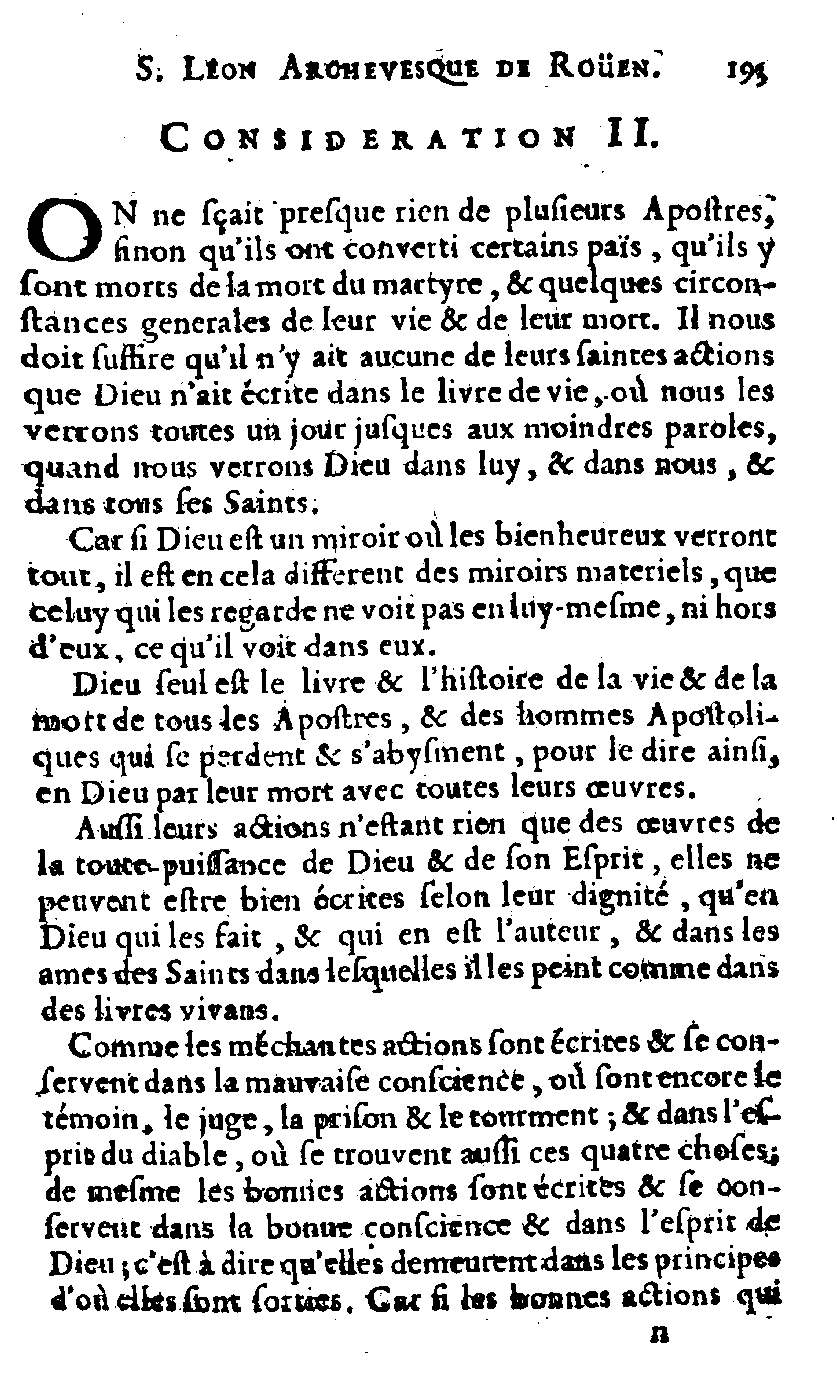 S. LEON ARCHEVESQUE DE ROÜEN. 195
CONSIDERATION II.
ON ne ſçait preſque rien de pluſieurs Apoſtres,
ſinon qu'ils ont converti certains païs, qu'ils y
ſont morts de la mort du martyre, & quelques circon-
ſtances generales de leur vie & de leur mort. Il nous
doit ſuffire qu'il n'y ait aucune de leurs ſaintes actions
que Dieu n'ait écrite dans le livre de vie, où nous les
verrons toutes un jour juſques aux moindres paroles,
quand nous verrons Dieu dans luy, & dans nous, &
dans tous ſes Saints.
Car ſi Dieu eſt un miroir où les bienheureux verront
tout, il eſt en cela different des miroirs materiels, que
celuy qui les regarde ne voit pas en luy-meſme, ni hors
d'eux, ce qu'il voit dans eux.
Dieu ſeul eſt le livre & l'hiſtoire de la vie & de la
mort de tous les Apoſtres, & des hommes Apoſtoli-
ques qui ſe perdent & s'abyſment, pour le dire ainſi,
en Dieu par leur mort avec toutes leurs œuvres.
Auſſi leurs actions n'eſtant rien que des œuvres de
la toute-puiſſance de Dieu & de ſon Eſprit, elles ne
peuvent eſtre bien écrites ſelon leur dignité, qu'en
Dieu qui les fait, & qui en eſt l'auteur, & dans les
ames des Saints dans leſquelles il les peint comme dans
des livres vivans.
Comme les méchantes actions ſont écrites & ſe con-
ſervent dans la mauvaiſe conſcience, où ſont encore le
témoin, le juge, la priſon & le tourment ; & dans l'eſ-
prit du diable, où ſe trouvent auſſi ces quatre choſes;
de meſme les bonnes actions ſont écrites & ſe con-
ſervent dans la bonne conſcience & dans l'eſprit de
Dieu ; c'eſt à dire qu'elles demeurent dans les principes
d'où elles ſont ſorties. Car ſi les bonnes actions qui
n